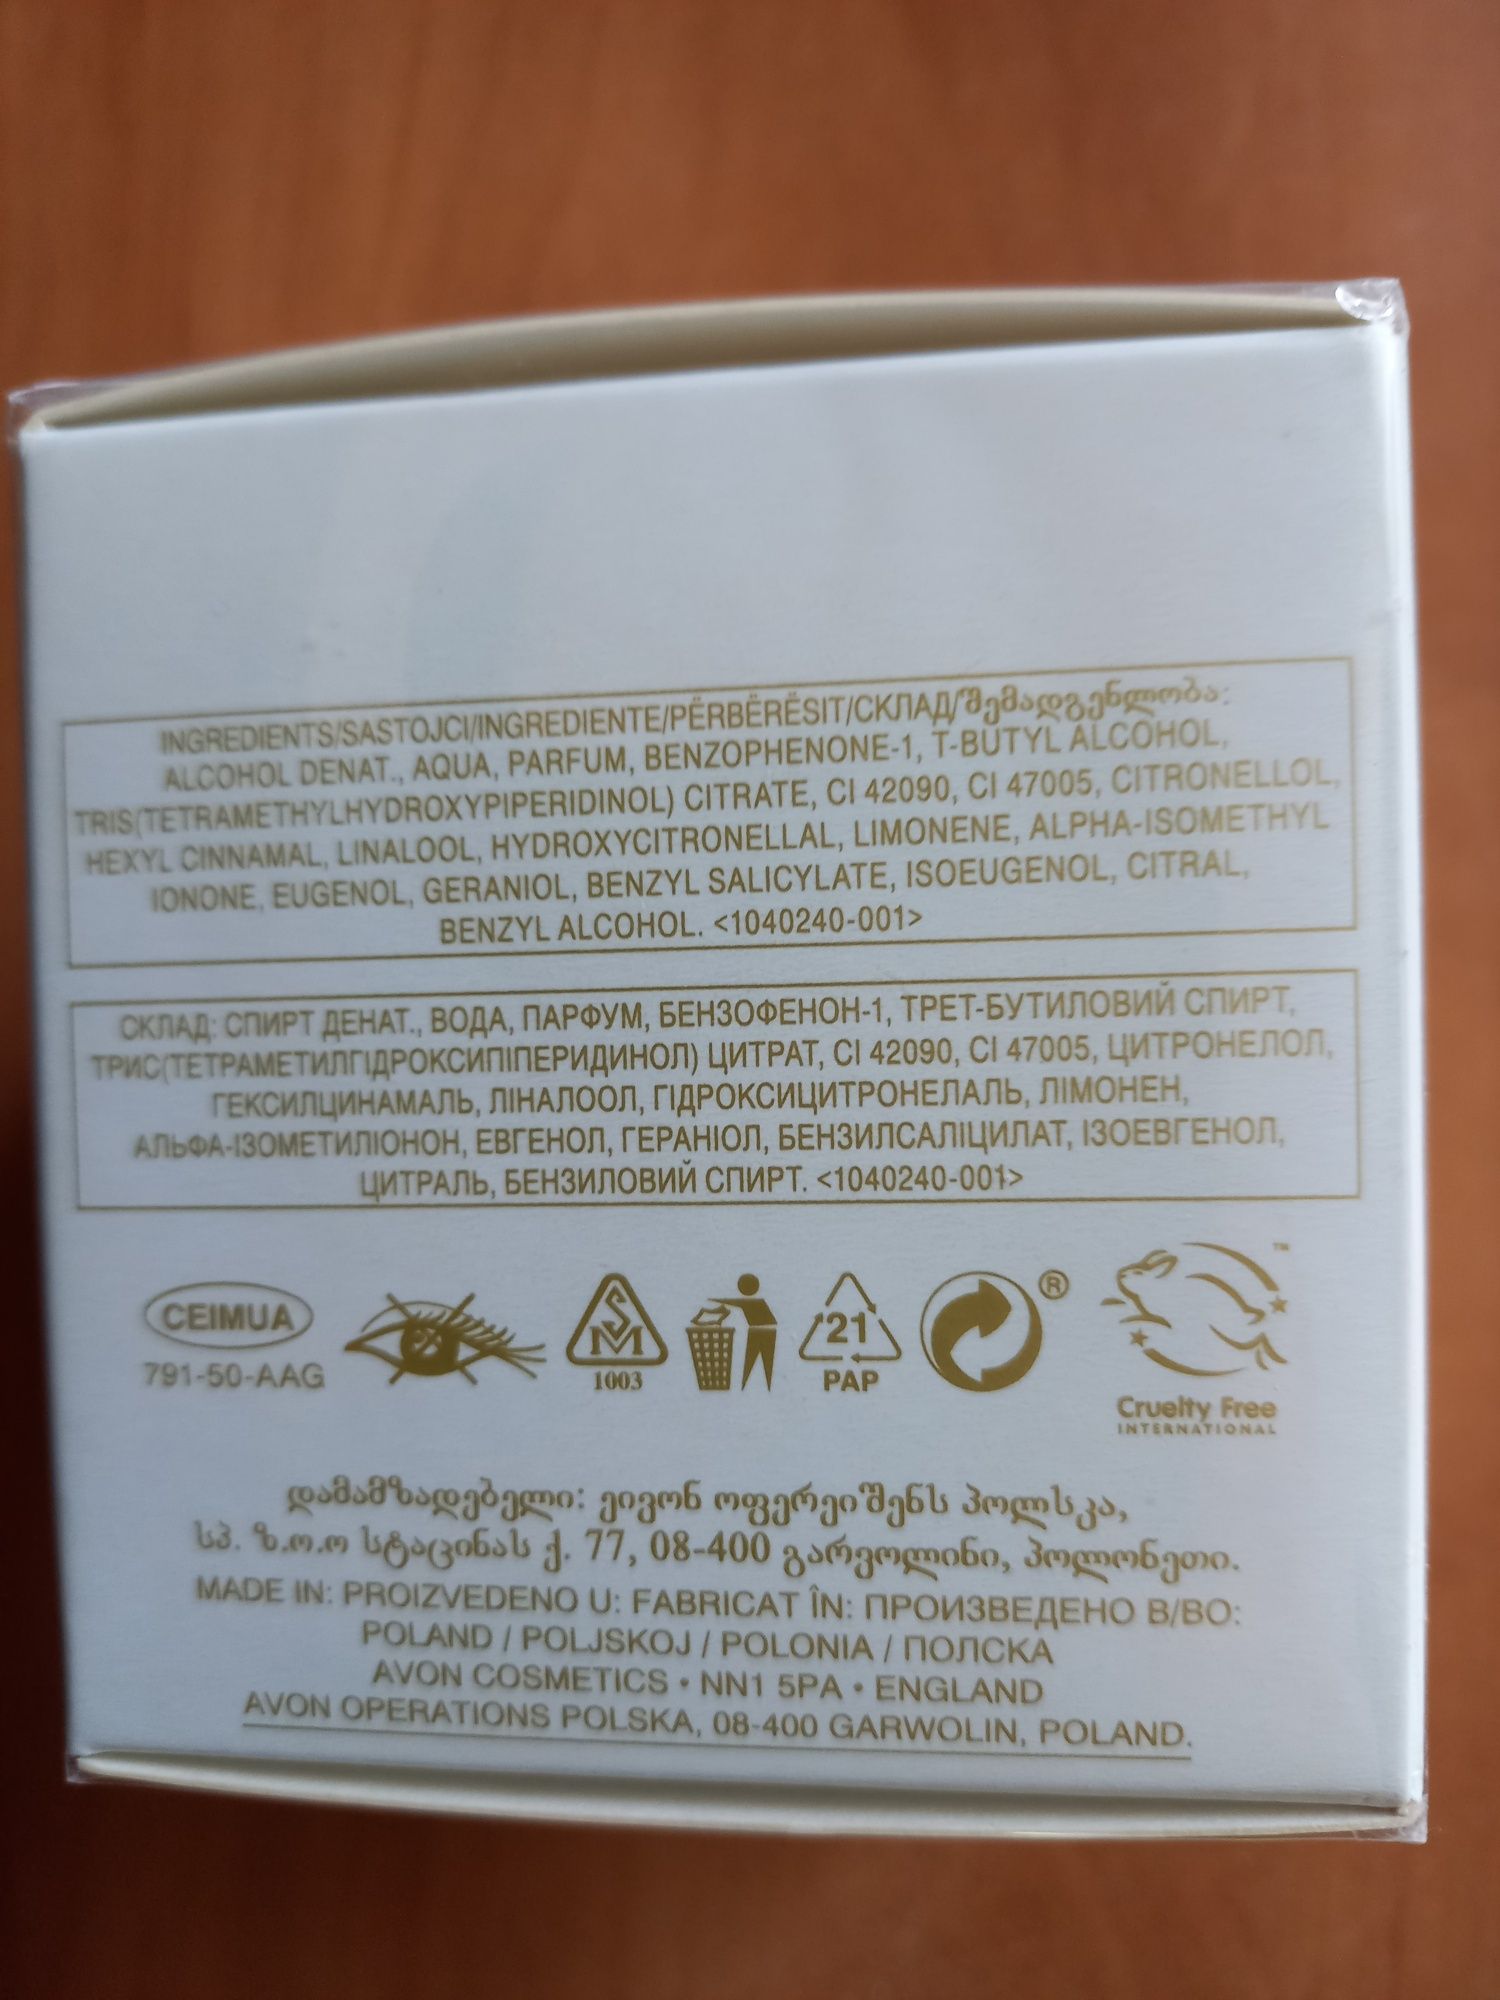 INGREDIENTS/SASTOJCI/INGREDIENTE/PËRBËRËSIT/СКЛАД/შემადგენლობა:
ALCOHOL DENAT., AQUA, PARFUM, BENZOPHENONE-1, T-BUTYL ALCOHOL,
TRIS(TETRAMETHYLHYDROXYPIPERIDINOL) CITRATE, CI 42090, CI 47005, CITRONELLOL,
HEXYL CINNAMAL, LINALOOL, HYDROXYCITRONELLAL, LIMONENE, ALPHA-ISOMETHYL
IONONE, EUGENOL, GERANIOL, BENZYL SALICYLATE, ISOEUGENOL, CITRAL,
BENZYL ALCOHOL. <1040240-001>
СКЛАД: СПИРТ ДЕНАТ., ВОДА, ПАРФУМ, БЕНЗОФЕНОН-1, ТРЕТ-БУТИЛОВИЙ СПИРТ,
ТРИС(ТЕТРАМЕТИЛГІДРОКСИПІПЕРИДИНОЛ) ЦИТРАТ, CI 42090, CI 47005, ЦИТРОНЕЛОЛ,
ГЕКСИЛЦИНАМАЛЬ, ЛІНАЛООЛ, ГІДРОКСИЦИТРОНЕЛАЛЬ, ЛІМОНЕН,
АЛЬФА-ІЗОМЕТИЛІОНОН, ЕВГЕНОЛ, ГЕРАНІОЛ, БЕНЗИЛСАЛІЦИЛАТ, ІЗОЕВГЕНОЛ,
ЦИТРАЛЬ, БЕНЗИЛОВИЙ СПИРТ. <1040240-001>
CEIMUA
791-50-AAG
SM
1003
21
PAP
®
™
Cruelty Free
INTERNATIONAL
დამამზადებელი: ეივონ ოფერეიშენს პოლსკა,
სპ. ზ.ო.ო სტაცინას ქ. 77, 08-400 გარვოლინი, პოლონეთი.
MADE IN: PROIZVEDENO U: FABRICAT ÎN: ПРОИЗВЕДЕНО В/ВО:
POLAND / POLJSKOJ / POLONIA / ПОЛСКА
AVON COSMETICS • NN1 5PA • ENGLAND
AVON OPERATIONS POLSKA, 08-400 GARWOLIN, POLAND.